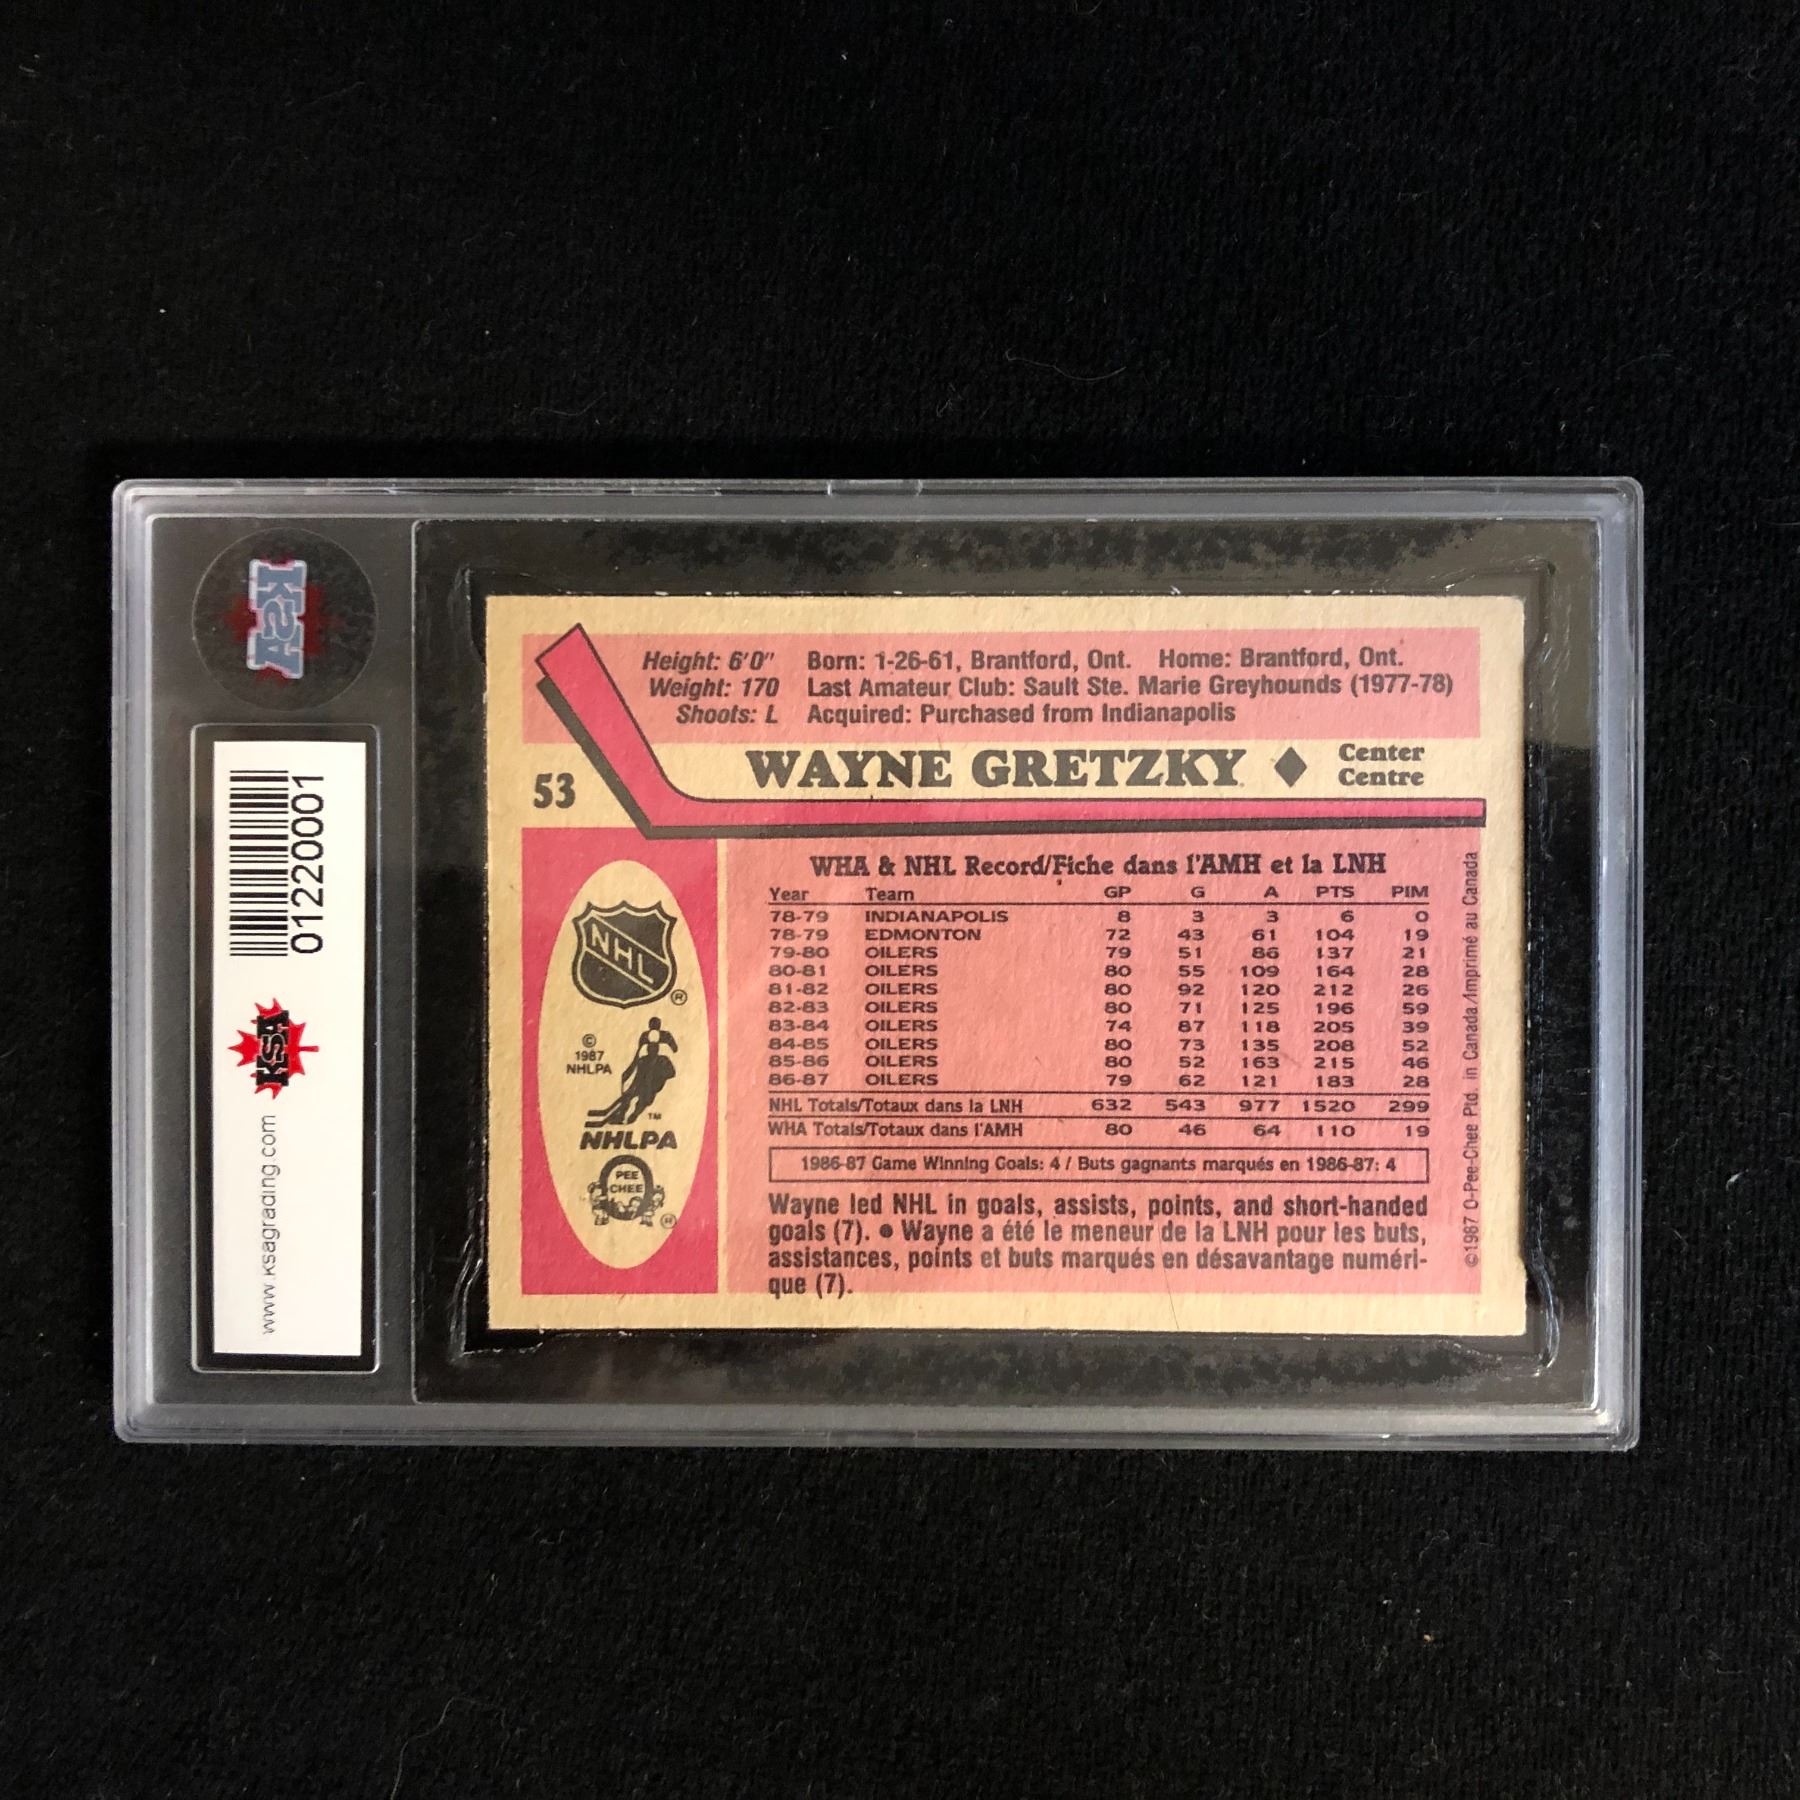 KSA
01220001
KSA
www.ksagrading.com
Height: 6'0" Born: 1-26-61, Brantford, Ont. Home: Brantford, Ont.
Weight: 170 Last Amateur Club: Sault Ste. Marie Greyhounds (1977-78)
Shoots: L Acquired: Purchased from Indianapolis
53
WAYNE GRETZKY ♦ Center
Centre
NHL
®
©
1987
NHLPA
TM
NHLPA
PEE
CHEE
®
WHA & NHL Record/Fiche dans l'AMH et la LNH
Year Team GP G A PTS PIM
78-79 INDIANAPOLIS 8 3 3 6 0
78-79 EDMONTON 72 43 61 104 19
79-80 OILERS 79 51 86 137 21
80-81 OILERS 80 55 109 164 28
81-82 OILERS 80 92 120 212 26
82-83 OILERS 80 71 125 196 59
83-84 OILERS 74 87 118 205 39
84-85 OILERS 80 73 135 208 52
85-86 OILERS 80 52 163 215 46
86-87 OILERS 79 62 121 183 28
NHL Totals/Totaux dans la LNH 632 543 977 1520 299
WHA Totals/Totaux dans l'AMH 80 46 64 110 19
1986-87 Game Winning Goals: 4 / Buts gagnants marqués en 1986-87: 4
Wayne led NHL in goals, assists, points, and short-handed
goals (7). ● Wayne a été le meneur de la LNH pour les buts,
assistances, points et buts marqués en désavantage numéri-
que (7).
©1987 O-Pee-Chee Ptd. in Canada/Imprimé au Canada